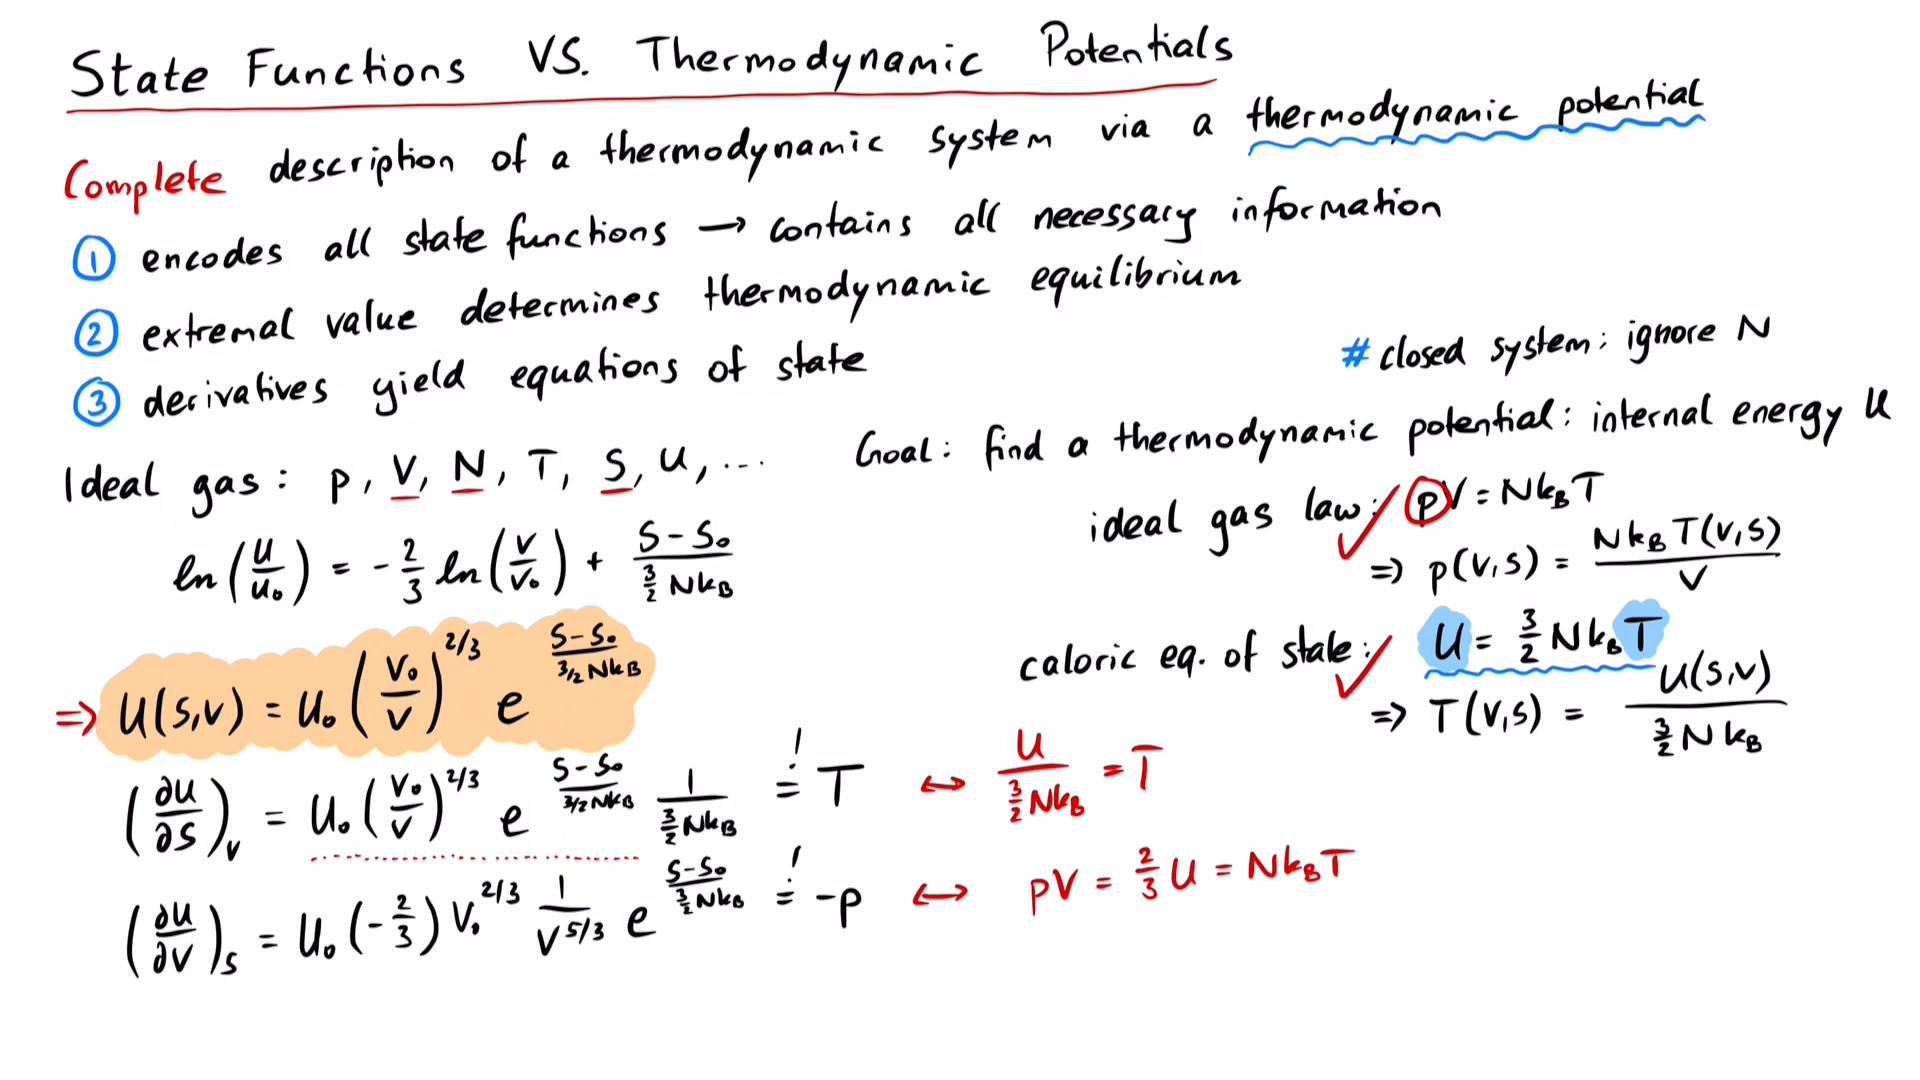 State Functions VS. Thermodynamic Potentials
Complete description of a thermodynamic system via a thermodynamic potential
① encodes all state functions → contains all necessary information
② extremal value determines thermodynamic equilibrium
③ derivatives yield equations of state
# closed system: ignore N
Ideal gas: p, V, N, T, S, U, ...
Goal: find a thermodynamic potential: internal energy U
ln(U/U₀) = -2/3 ln(V/V₀) + (S-S₀)/(3/2 Nk_B)
ideal gas law: ✓ pV = Nk_BT
⇒ p(V,S) = Nk_BT(V,S)/V
⇒ U(S,V) = U₀ (V₀/V)^(2/3) e^((S-S₀)/(3/2 Nk_B))
caloric eq. of state: ✓ U = 3/2 Nk_BT
⇒ T(V,S) = U(S,V)/(3/2 Nk_B)
(∂U/∂S)_V = U₀ (V₀/V)^(2/3) e^((S-S₀)/(3/2 Nk_B)) 1/(3/2 Nk_B) =! T ↔ U/(3/2 Nk_B) = T
(∂U/∂V)_S = U₀ (-2/3) V₀^(2/3) 1/V^(5/3) e^((S-S₀)/(3/2 Nk_B)) =! -p ↔ pV = 2/3 U = Nk_BT